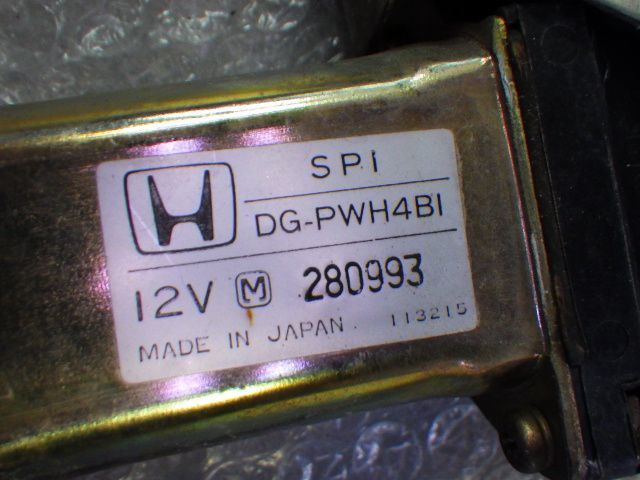 SPI
DG-PWH4BI
12V M 280993
MADE IN JAPAN 113215